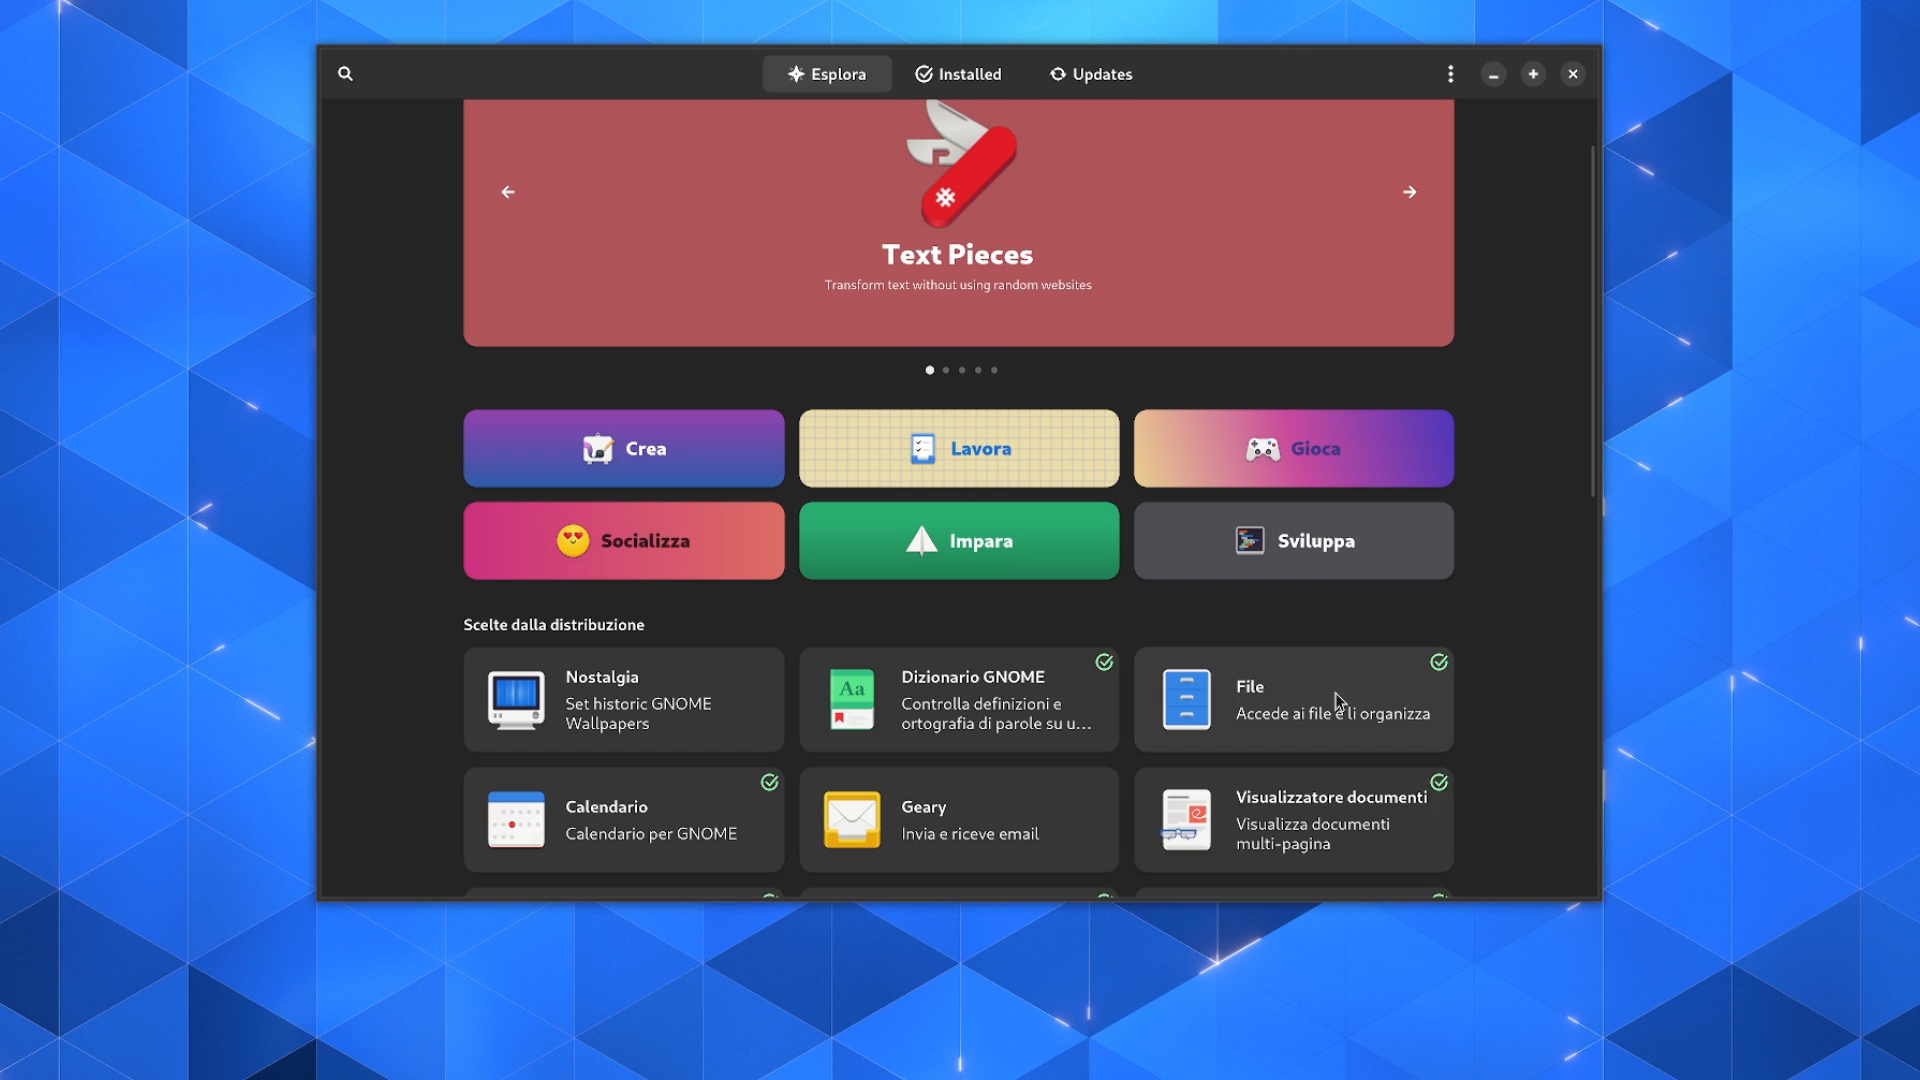 Esplora
Installed
Updates
Text Pieces
Transform text without using random websites
Crea
Lavora
Gioca
Socializza
Impara
Sviluppa
Scelte dalla distribuzione
Nostalgia
Set historic GNOME
Wallpapers
Dizionario GNOME
Controlla definizioni e
ortografia di parole su u...
File
Accede ai file e li organizza
Calendario
Calendario per GNOME
Geary
Invia e riceve email
Visualizzatore documenti
Visualizza documenti
multi-pagina